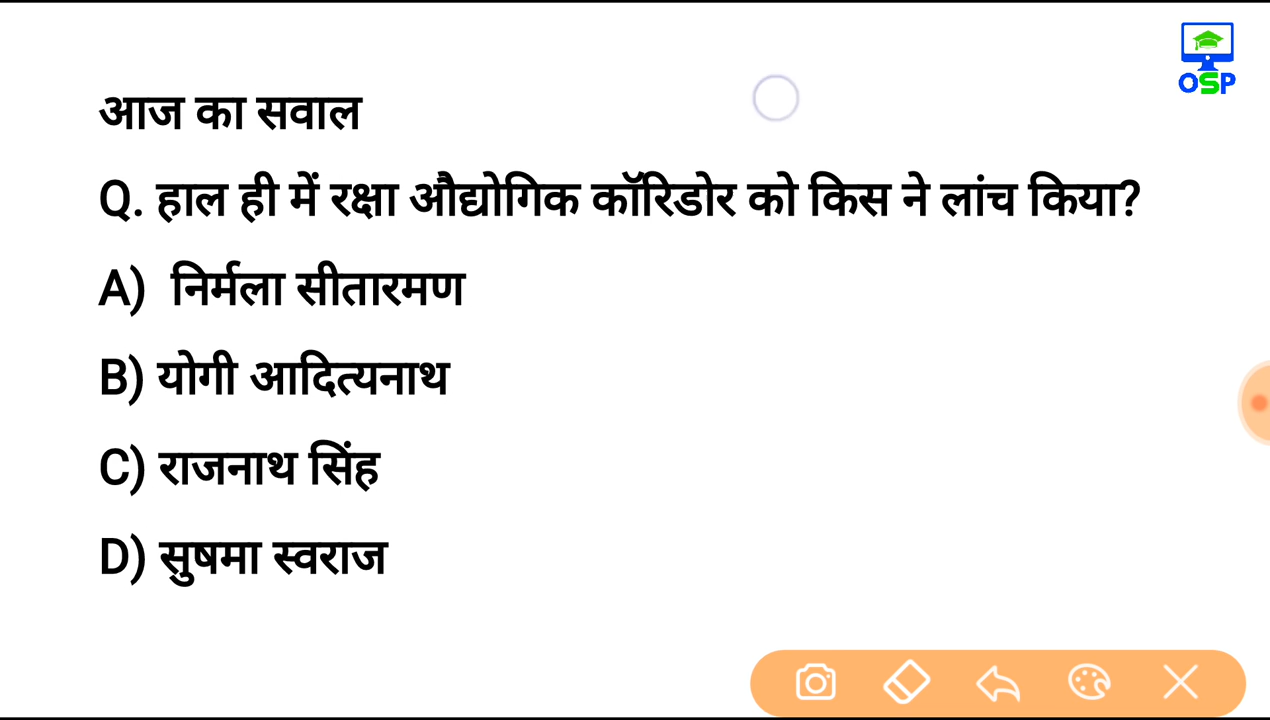 OSP
आज का सवाल
Q. हाल ही में रक्षा औद्योगिक कॉरिडोर को किस ने लांच किया?
A) निर्मला सीतारमण
B) योगी आदित्यनाथ
C) राजनाथ सिंह
D) सुषमा स्वराज